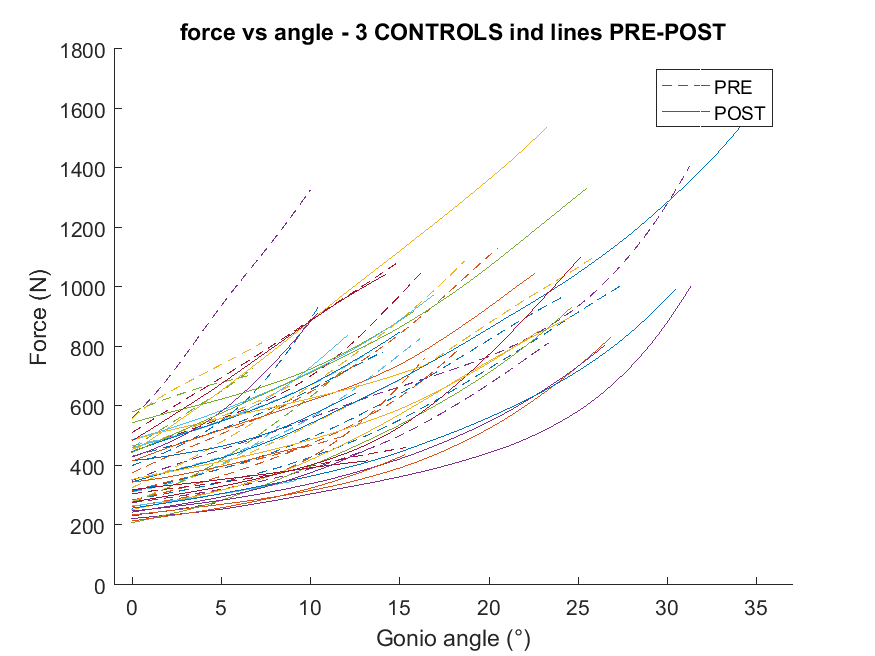 force vs angle - 3 CONTROLS ind lines PRE-POST
1800
1600
1400
1200
1000
800
600
400
200
0
Force (N)
PRE
POST
0 5 10 15 20 25 30 35
Gonio angle (°)